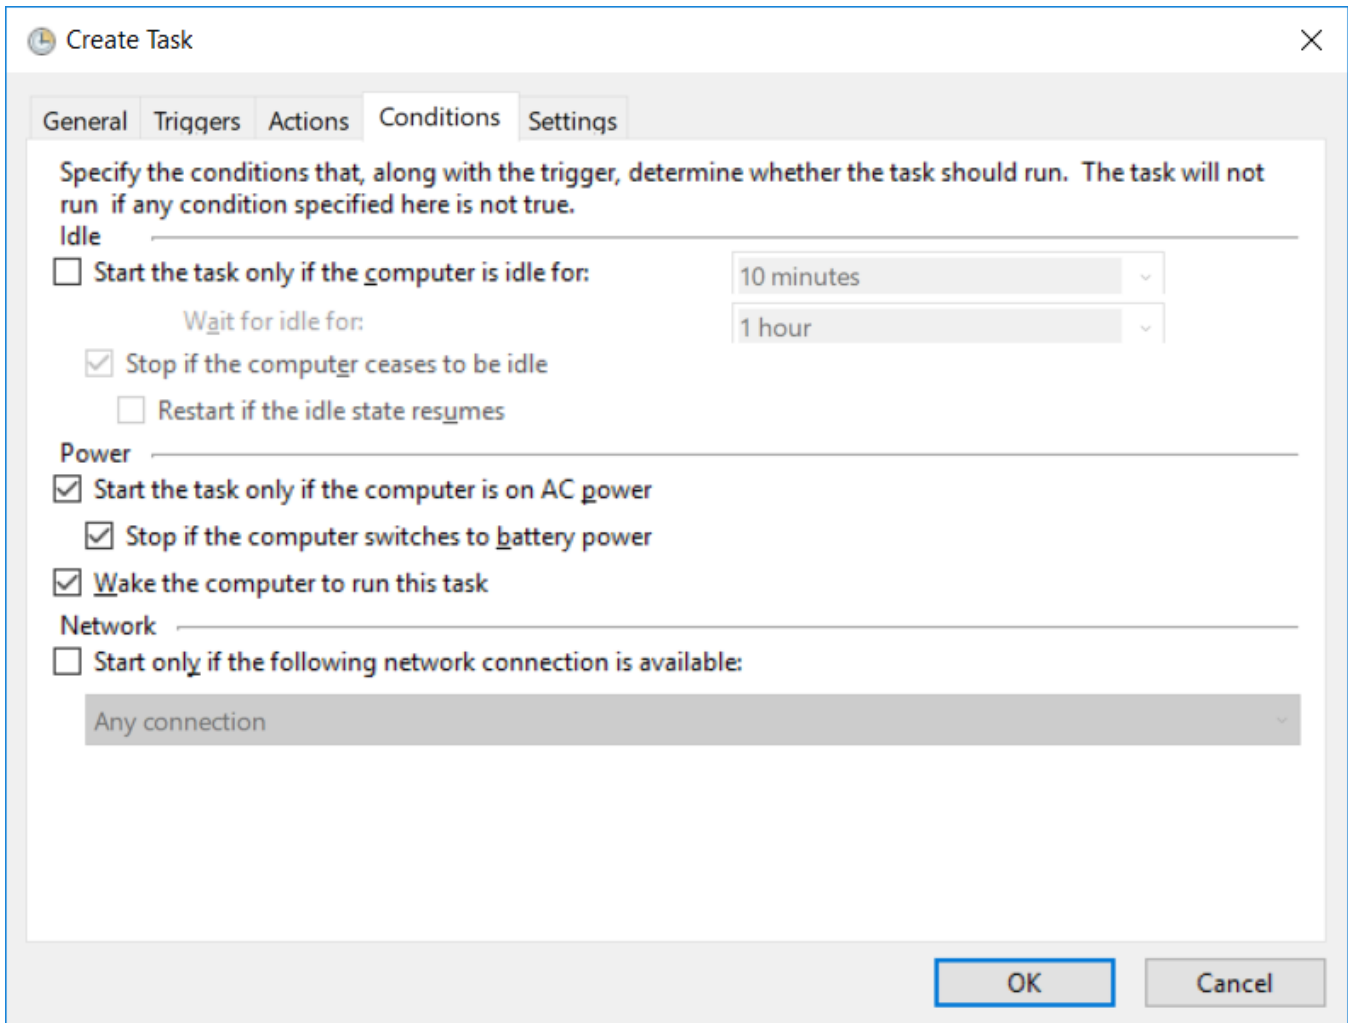 Create Task
General Triggers Actions Conditions Settings
Specify the conditions that, along with the trigger, determine whether the task should run.  The task will not
run  if any condition specified here is not true.
Idle
Start the task only if the computer is idle for: 10 minutes
Wait for idle for: 1 hour
Stop if the computer ceases to be idle
Restart if the idle state resumes
Power
Start the task only if the computer is on AC power
Stop if the computer switches to battery power
Wake the computer to run this task
Network
Start only if the following network connection is available:
Any connection
OK Cancel